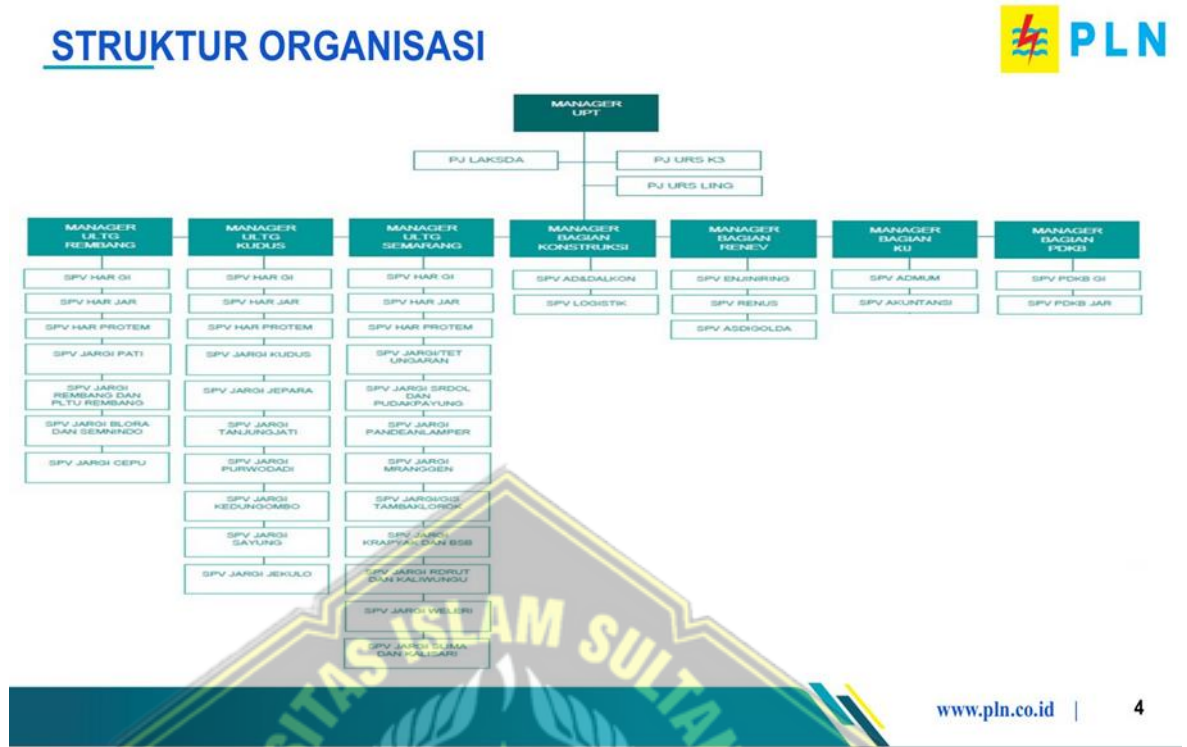 STRUKTUR ORGANISASI
PLN
MANAGER
UPT
PJ LAKSDA
PJ URS K3
PJ URS LING
MANAGER
ULTG
REMBANG
SPV HAR GI
SPV HAR JAR
SPV HAR PROTEM
SPV JARGI PATI
SPV JARGI
REMBANG DAN
PLTU REMBANG
SPV JARGI BLORA
DAN SEMNINDO
SPV JARGI CEPU
MANAGER
ULTG
KUDUS
SPV HAR GI
SPV HAR JAR
SPV HAR PROTEM
SPV JARGI KUDUS
SPV JARGI JEPARA
SPV JARGI
TANJUNGJATI
SPV JARGI
PURWODADI
SPV JARGI
KEDUNGOMBO
SPV JARGI
SAYUNG
SPV JARGI JEKULO
MANAGER
ULTG
SEMARANG
SPV HAR GI
SPV HAR JAR
SPV HAR PROTEM
SPV JARGI/TET
UNGARAN
SPV JARGI SRDOL
DAN
PUDAKPAYUNG
SPV JARGI
PANDEANLAMPER
SPV JARGI
MRANGGEN
SPV JARGI/GIS
TAMBAKLOROK
SPV JARGI
KRAPYAK DAN BSB
SPV JARGI RDRUT
DAN KALIWUNGU
SPV JARGI WELERI
SPV JARGI
DAN KALISARI
MANAGER
BAGIAN
KONSTRUKSI
SPV AD&DALKON
SPV LOGISTIK
MANAGER
BAGIAN
RENEV
SPV ENJINIRING
SPV RENUS
SPV ASDIGOLDA
MANAGER
BAGIAN
KU
SPV ADMUM
SPV AKUNTANSI
MANAGER
BAGIAN
PDKB
SPV PDKB GI
SPV PDKB JAR
ISLAM
www.pln.co.id | 4